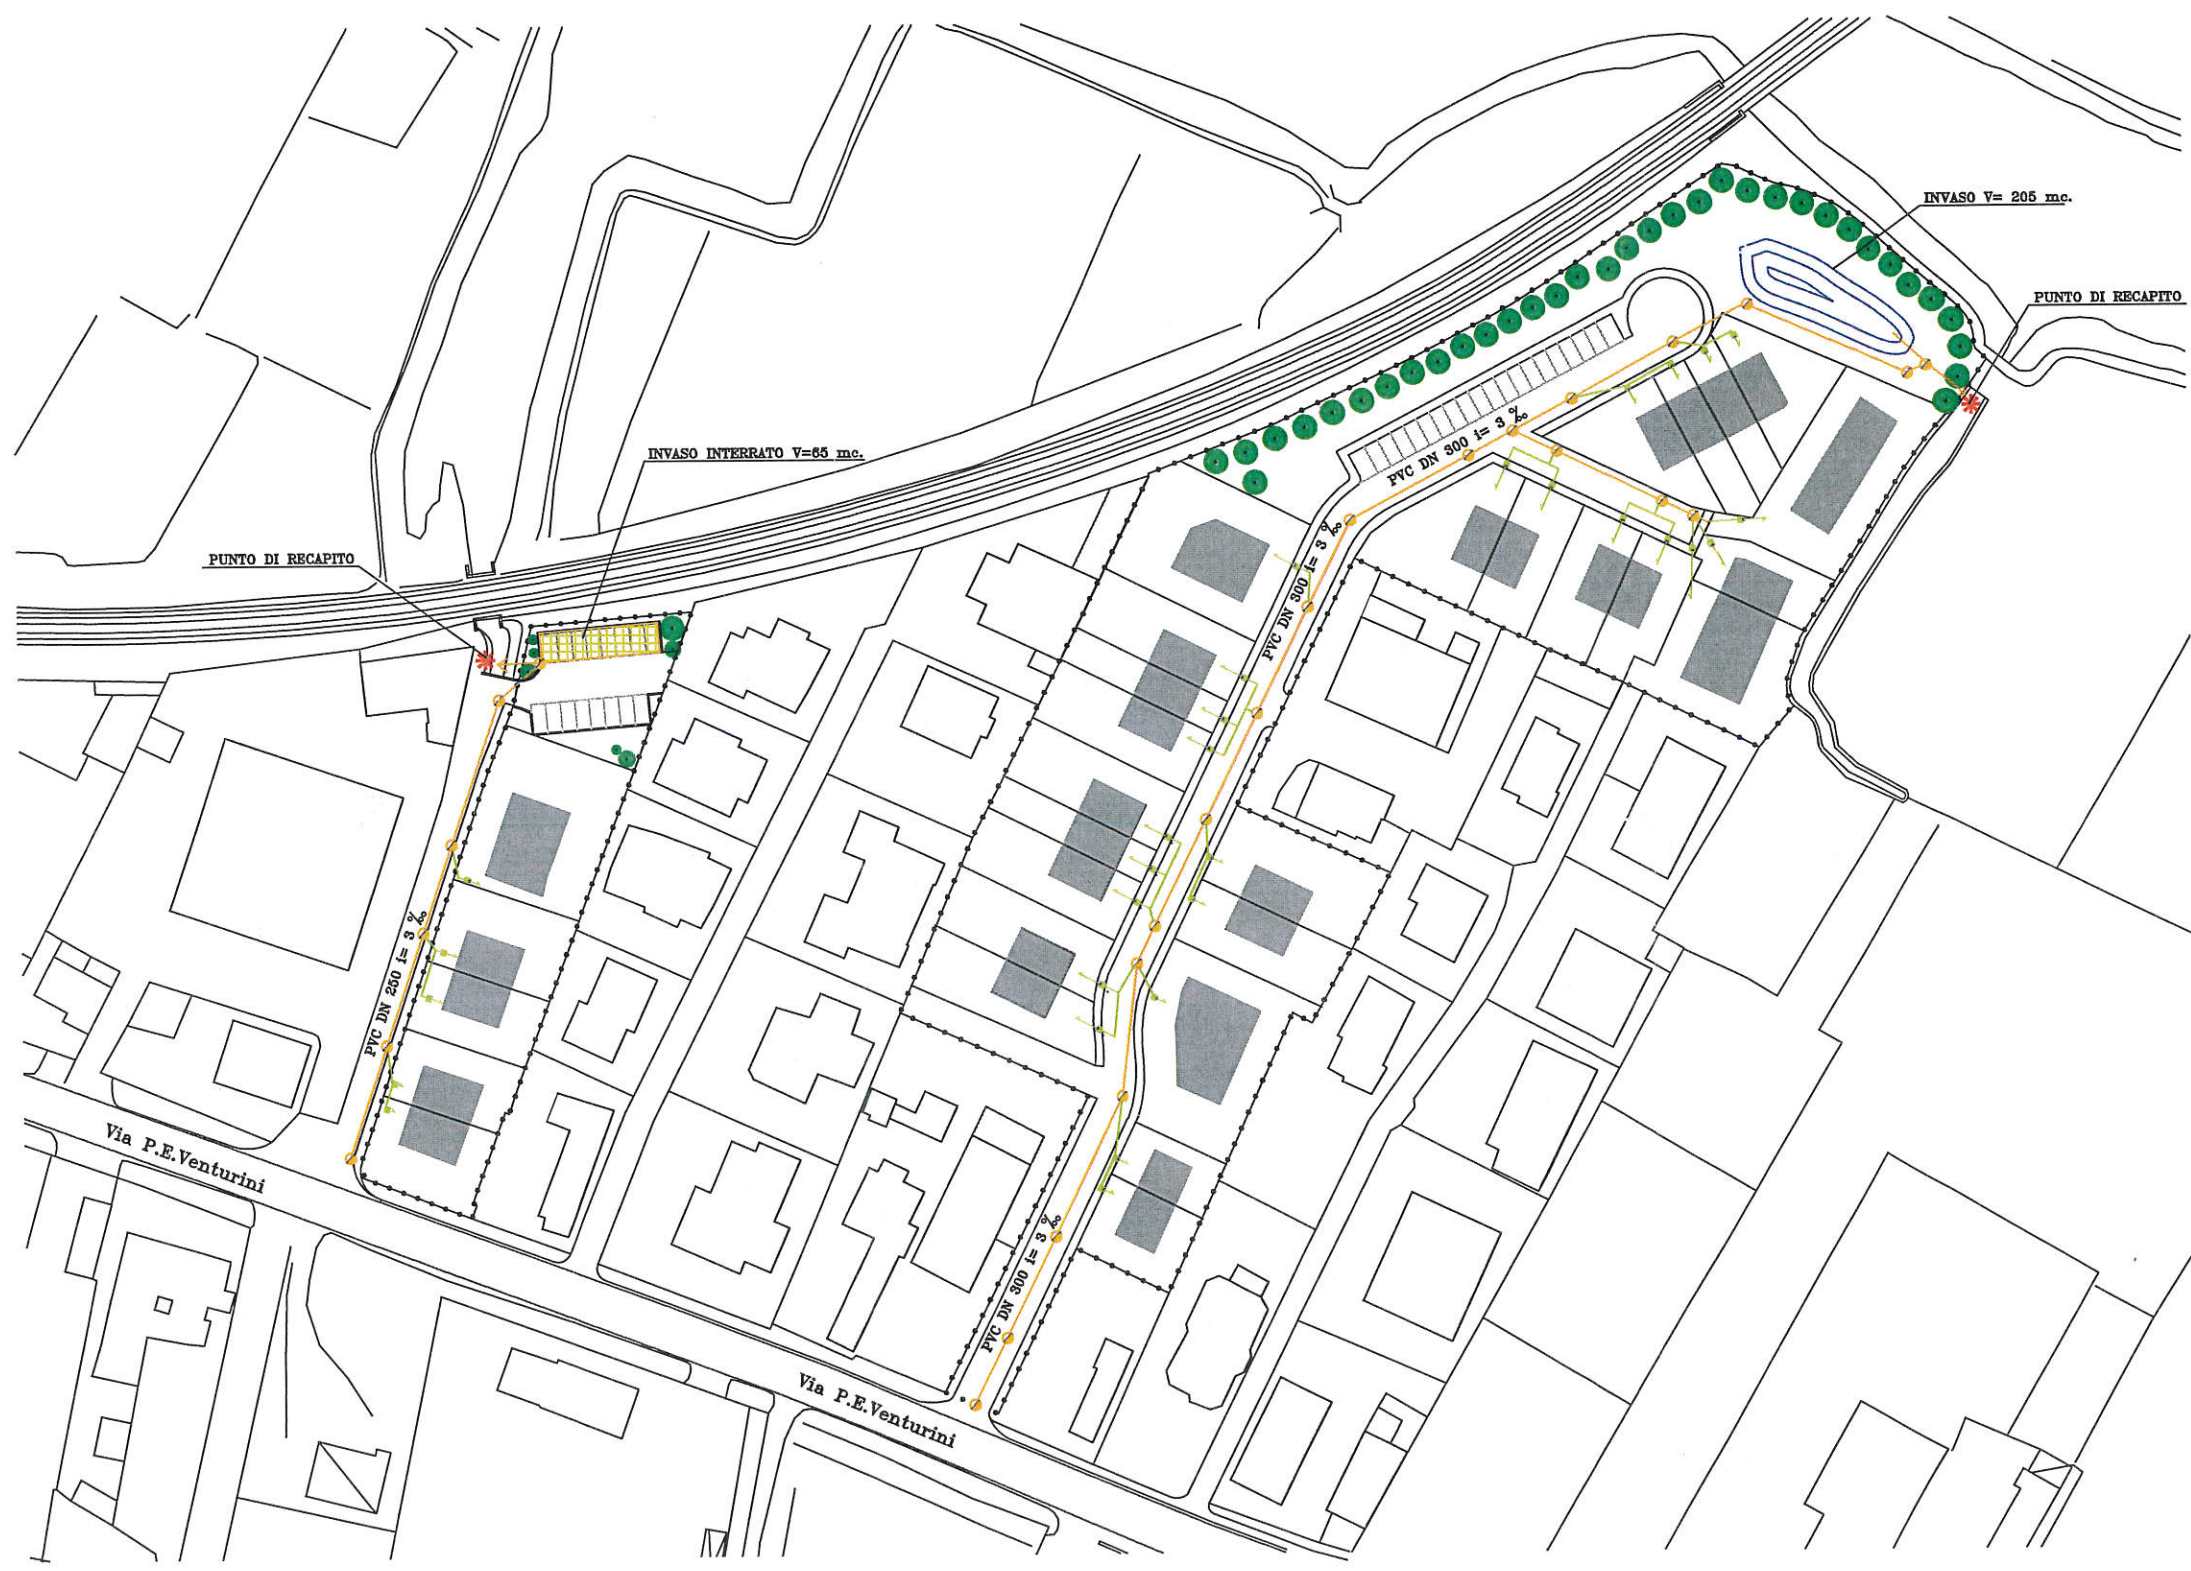 INVASO V= 205 mc.
PUNTO DI RECAPITO
PVC DN 300 i= 3 ‰
INVASO INTERRATO V=65 mc.
PUNTO DI RECAPITO
PVC DN 300 i= 3 ‰
PVC DN 250 i= 3 ‰
Via P.E.Venturini
PVC DN 300 i= 3 ‰
Via P.E.Venturini